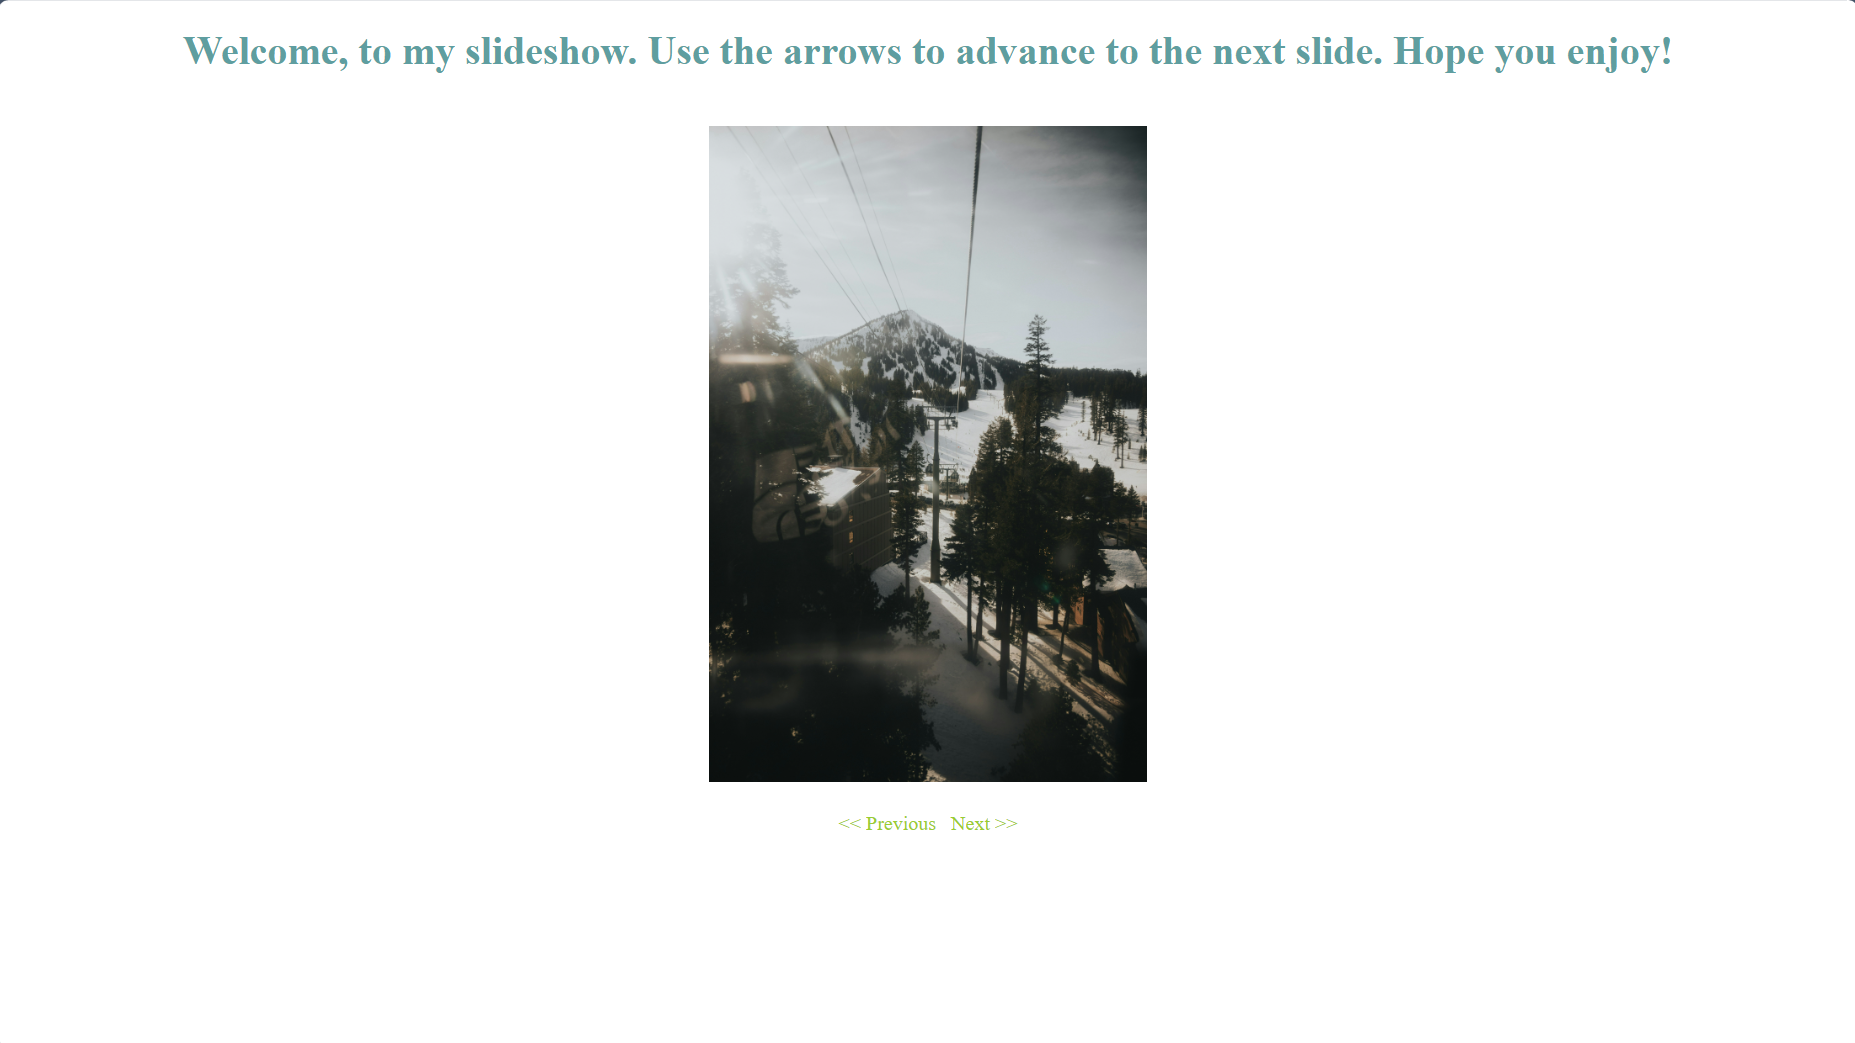 Welcome, to my slideshow. Use the arrows to advance to the next slide. Hope you enjoy!
<< Previous Next >>